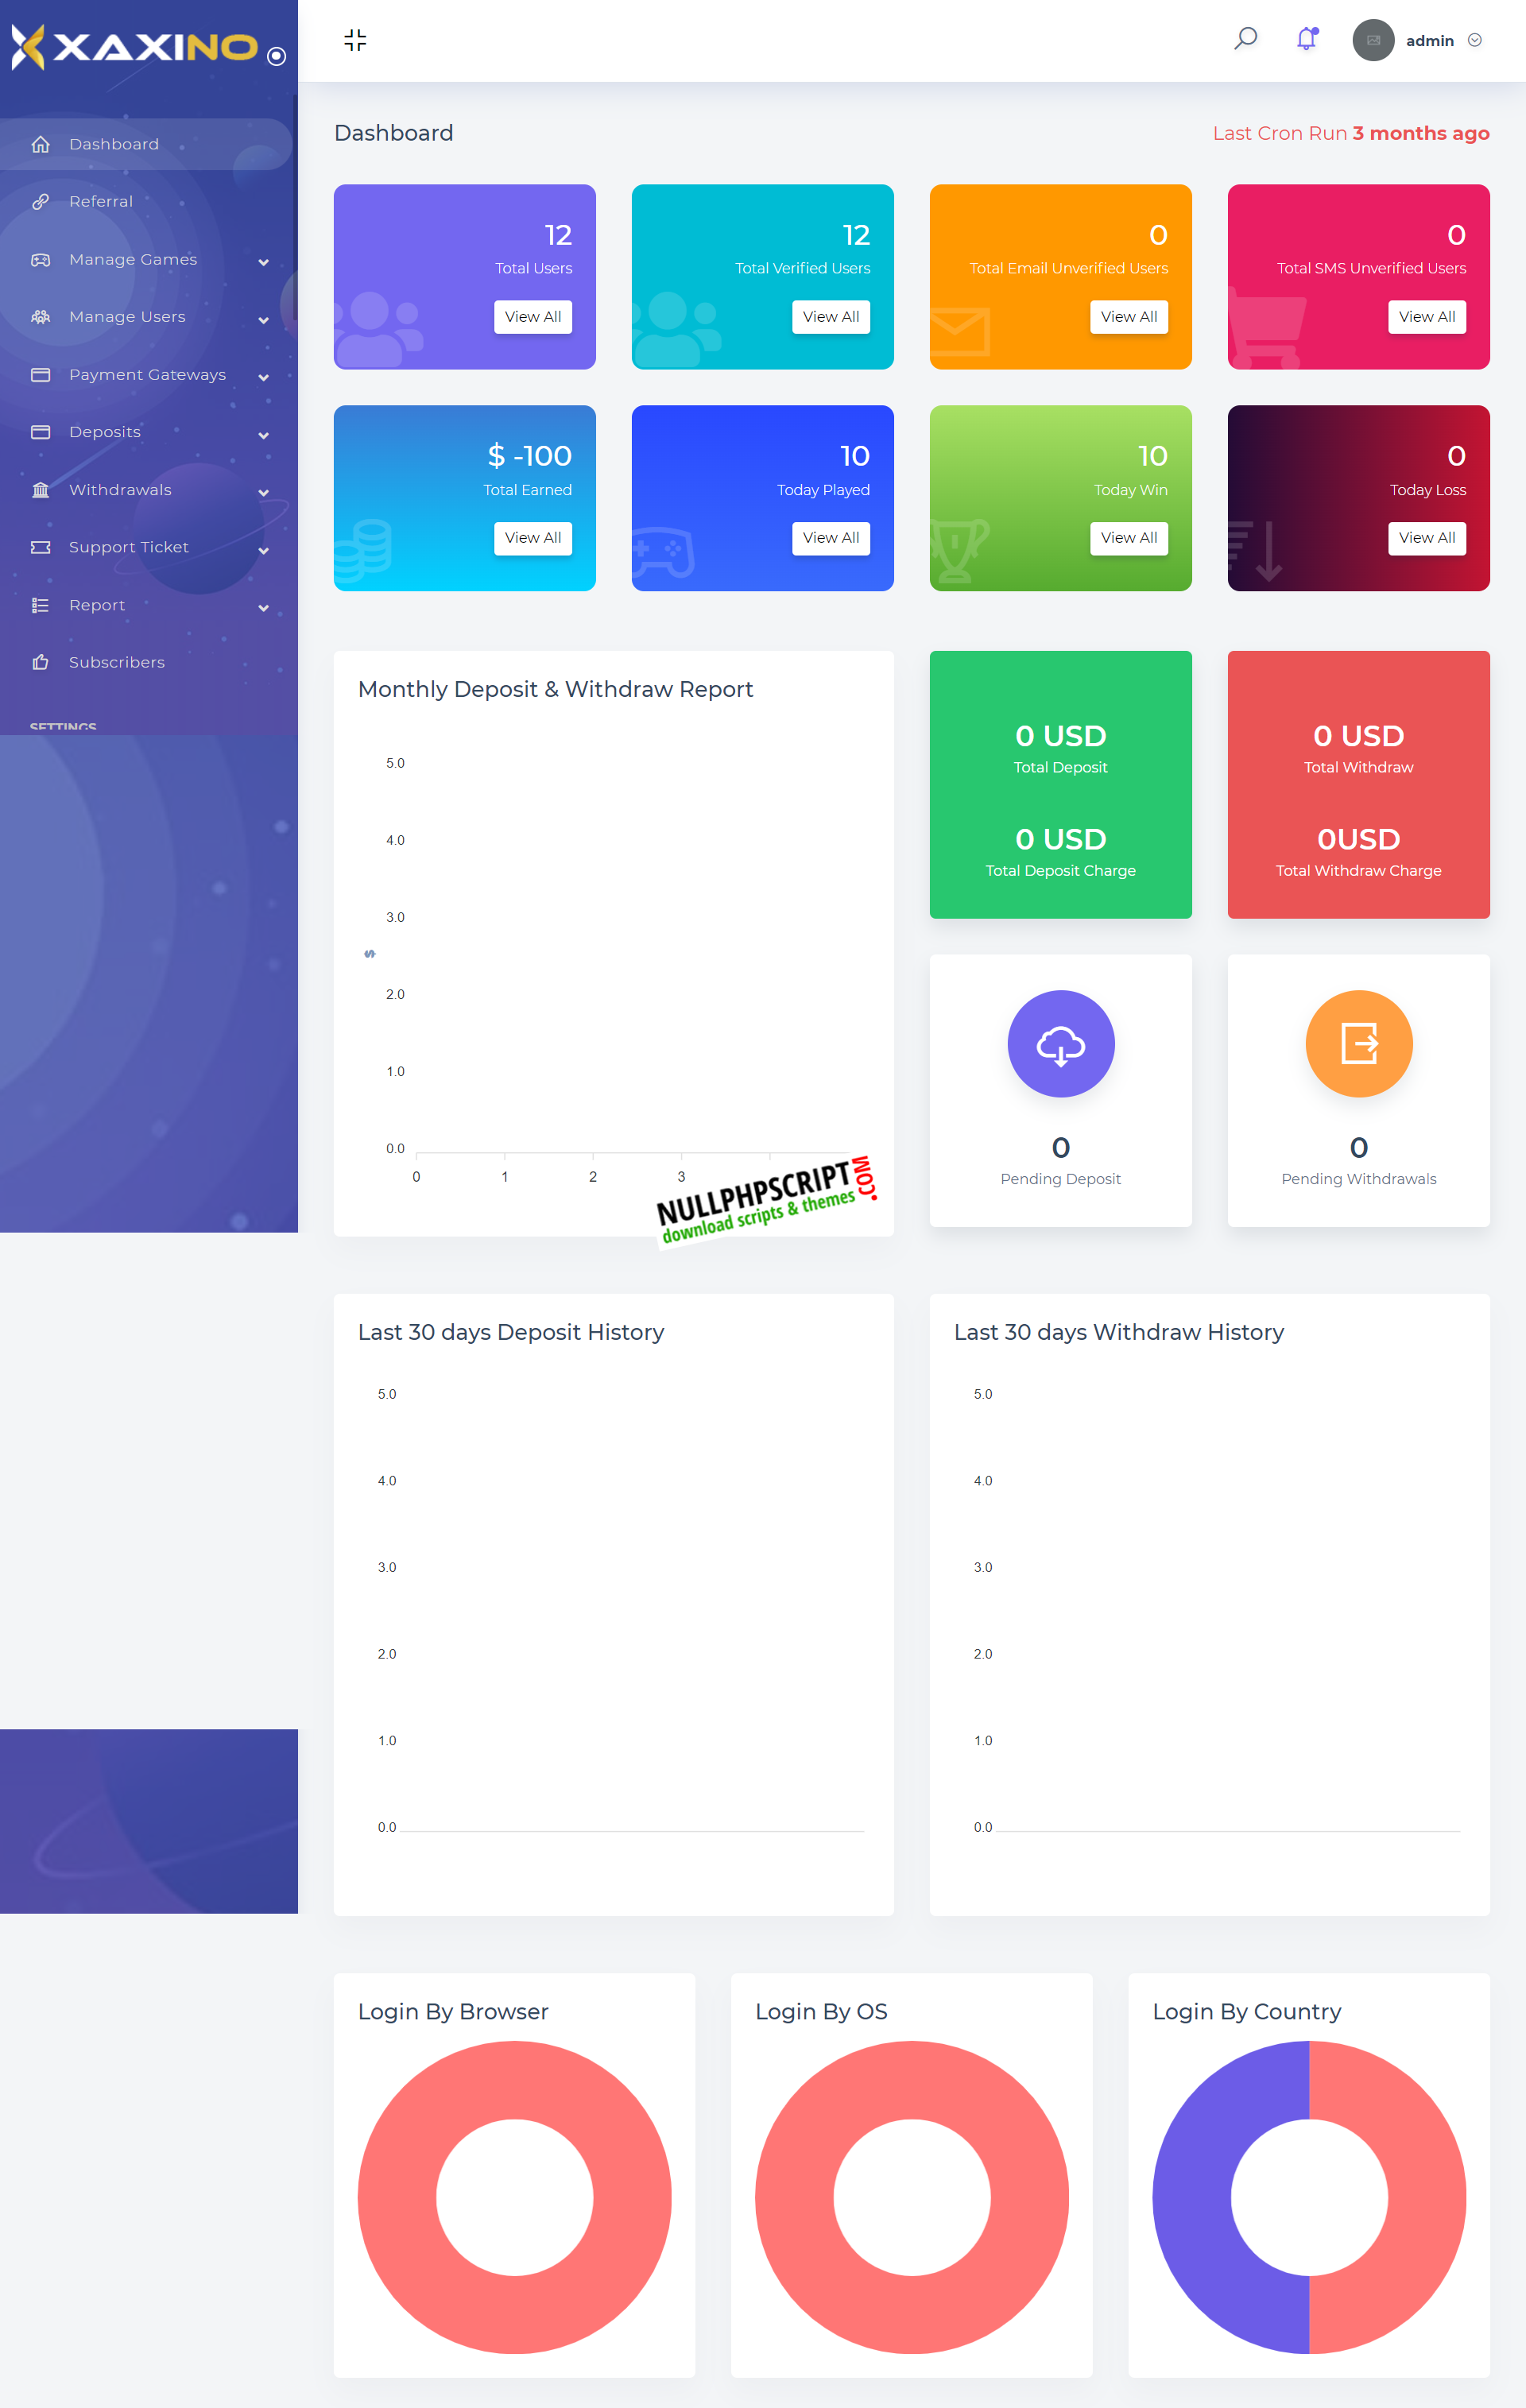 XAXINO
admin
Dashboard
Referral
Manage Games
Manage Users
Payment Gateways
Deposits
Withdrawals
Support Ticket
Report
Subscribers
SETTINGS
Dashboard
Last Cron Run 3 months ago
12
Total Users
View All
12
Total Verified Users
View All
0
Total Email Unverified Users
View All
0
Total SMS Unverified Users
View All
$ -100
Total Earned
View All
10
Today Played
View All
10
Today Win
View All
0
Today Loss
View All
Monthly Deposit & Withdraw Report
5.0
4.0
3.0
$
2.0
1.0
0.0
0 1 2 3
NULLPHPSCRIPT.COM
download scripts & themes
0 USD
Total Deposit
0 USD
Total Deposit Charge
0 USD
Total Withdraw
0USD
Total Withdraw Charge
0
Pending Deposit
0
Pending Withdrawals
Last 30 days Deposit History
5.0
4.0
3.0
2.0
1.0
0.0
Last 30 days Withdraw History
5.0
4.0
3.0
2.0
1.0
0.0
Login By Browser
Login By OS
Login By Country